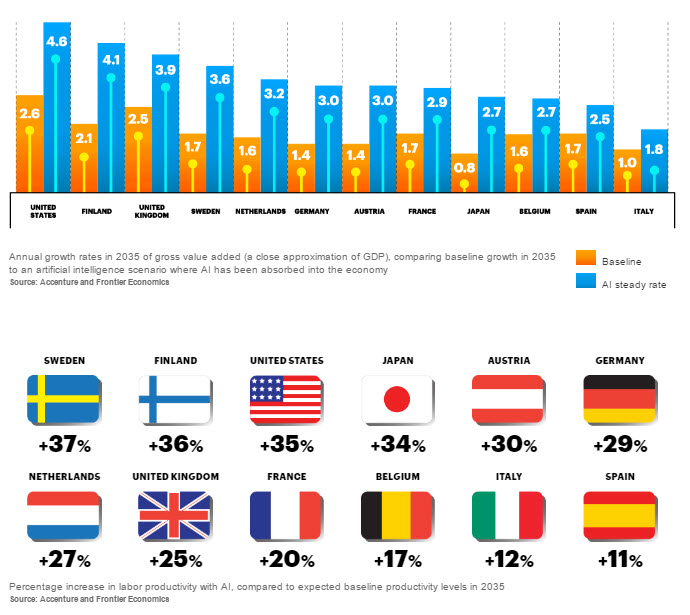 4.6
4.1
3.9
3.6
3.2
3.0
3.0
2.9
2.7
2.7
2.5
1.8
2.6
2.1
2.5
1.7
1.6
1.4
1.4
1.7
0.8
1.6
1.7
1.0
UNITED
STATES
FINLAND
UNITED
KINGDOM
SWEDEN
NETHERLANDS
GERMANY
AUSTRIA
FRANCE
JAPAN
BELGIUM
SPAIN
ITALY
Annual growth rates in 2035 of gross value added (a close approximation of GDP), comparing baseline growth in 2035
to an artificial intelligence scenario where AI has been absorbed into the economy
Source: Accenture and Frontier Economics
Baseline
AI steady rate
SWEDEN FINLAND UNITED STATES JAPAN AUSTRIA GERMANY
+37% +36% +35% +34% +30% +29%
NETHERLANDS UNITED KINGDOM FRANCE BELGIUM ITALY SPAIN
+27% +25% +20% +17% +12% +11%
Percentage increase in labor productivity with AI, compared to expected baseline productivity levels in 2035
Source: Accenture and Frontier Economics